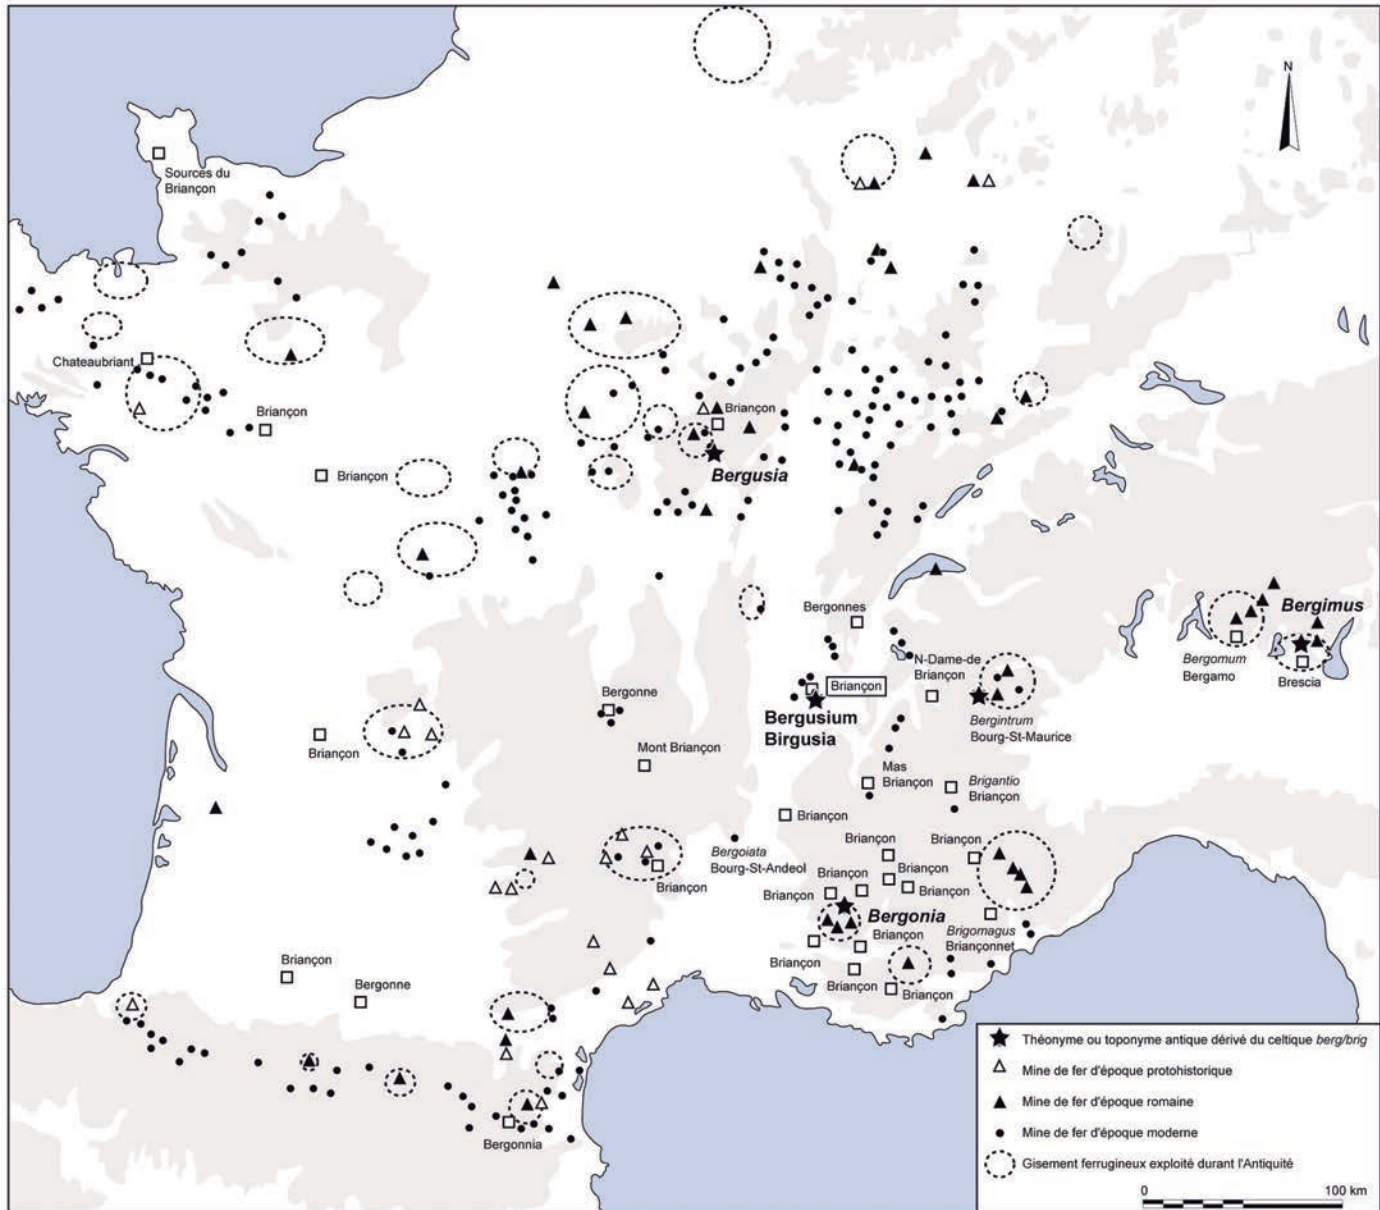 N
Sources du
Briançon
Chateaubriant
Briançon
Briançon
Briançon
Bergusia
Bergonnes
Bergimus
N-Dame-de
Briançon
Bergomum
Bergamo
Brescia
Briançon
Bergonne
Bergusium
Birgusia
Bergintrum
Bourg-St-Maurice
Briançon
Mont Briançon
Mas
Briançon
Brigantio
Briançon
Briançon
Bergoiata
Bourg-St-Andeol
Briançon
Briançon
Briançon
Briançon
Briançon
Briançon
Briançon
Bergonia
Briançon
Brigomagus
Briançonnet
Briançon
Bergonne
Briançon
Briançon
Briançon
Bergonnia
Théonyme ou toponyme antique dérivé du celtique berg/brig
Mine de fer d'époque protohistorique
Mine de fer d'époque romaine
Mine de fer d'époque moderne
Gisement ferrugineux exploité durant l'Antiquité
0 100 km